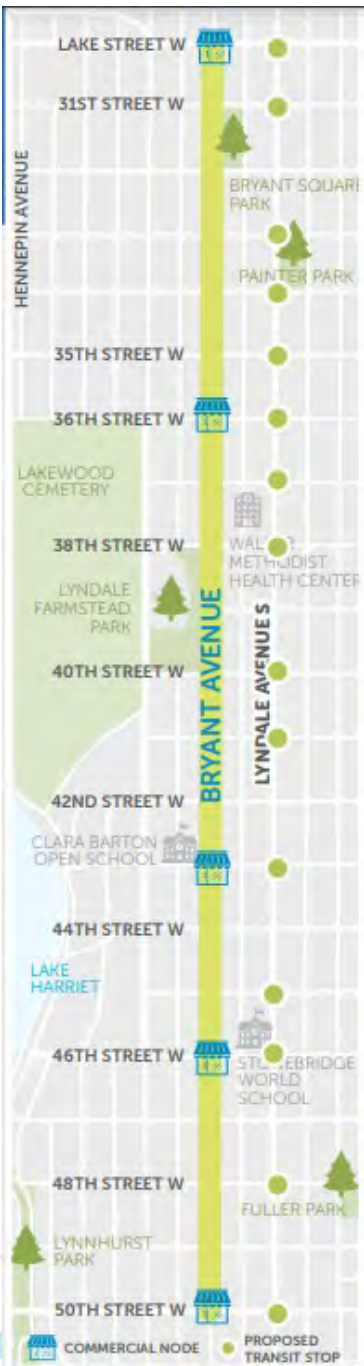 LAKE STREET W
31ST STREET W
HENNEPIN AVENUE
BRYANT SQUARE
PARK
PAINTER PARK
35TH STREET W
36TH STREET W
LAKEWOOD
CEMETERY
38TH STREET W
METHODIST
HEALTH CENTER
LYNDALE
FARMSTEAD
PARK
BRYANT AVENUE
LYNDALE AVENUE S
40TH STREET W
42ND STREET W
CLARA BARTON
OPEN SCHOOL
44TH STREET W
LAKE
HARRIET
46TH STREET W
WORLD
SCHOOL
48TH STREET W
FULLER PARK
LYNNHURST
PARK
50TH STREET W
COMMERCIAL NODE
PROPOSED
TRANSIT STOP